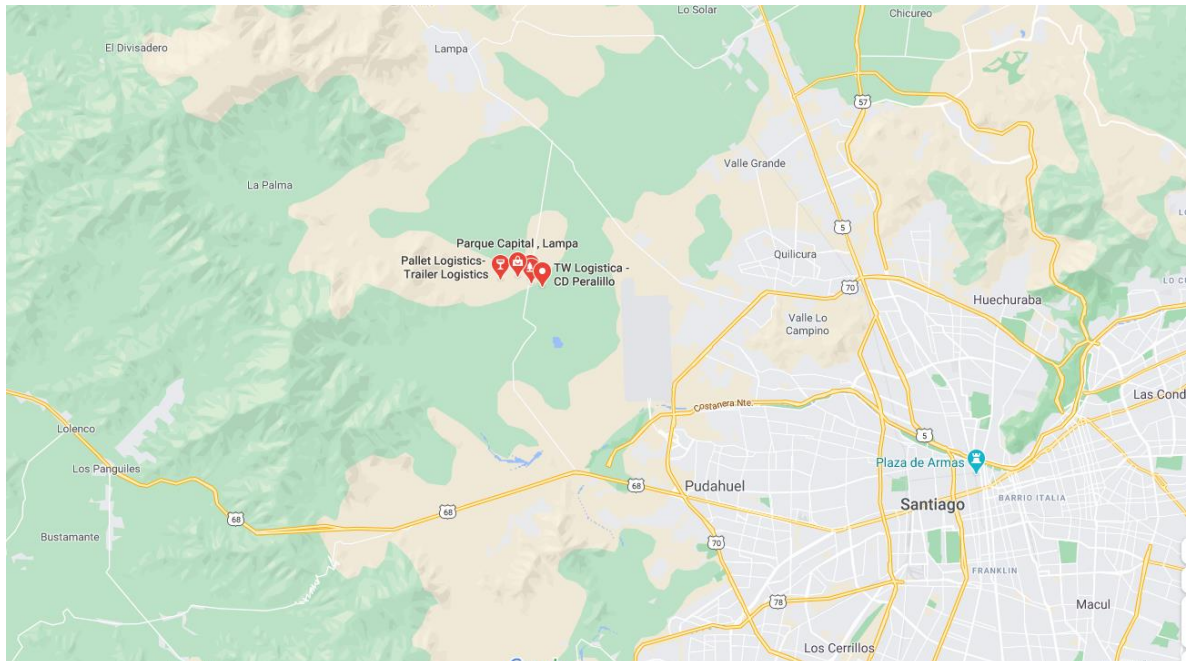 Lo Solar
Chicureo
El Divisadero
Lampa
57
Valle Grande
La Palma
5
Parque Capital , Lampa
Pallet Logistics-
Trailer Logistics
TW Logistica -
CD Peralillo
Quilicura
70
Huechuraba
Valle Lo
Campino
Costanera Nte.
Las Cond
Lolenco
5
Los Panguiles
Plaza de Armas
68
Pudahuel
BARRIO ITALIA
Santiago
68
68
Bustamante
70
FRANKLIN
78
Macul
Los Cerrillos